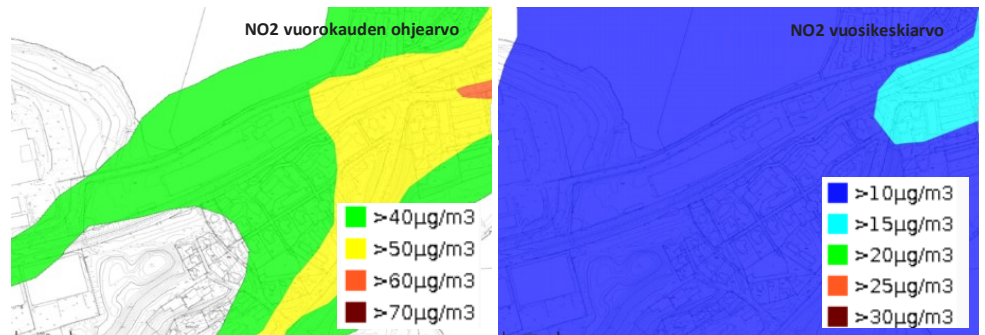 NO2 vuorokauden ohjearvo
>40µg/m3
>50µg/m3
>60µg/m3
>70µg/m3
NO2 vuosikeskiarvo
>10µg/m3
>15µg/m3
>20µg/m3
>25µg/m3
>30µg/m3